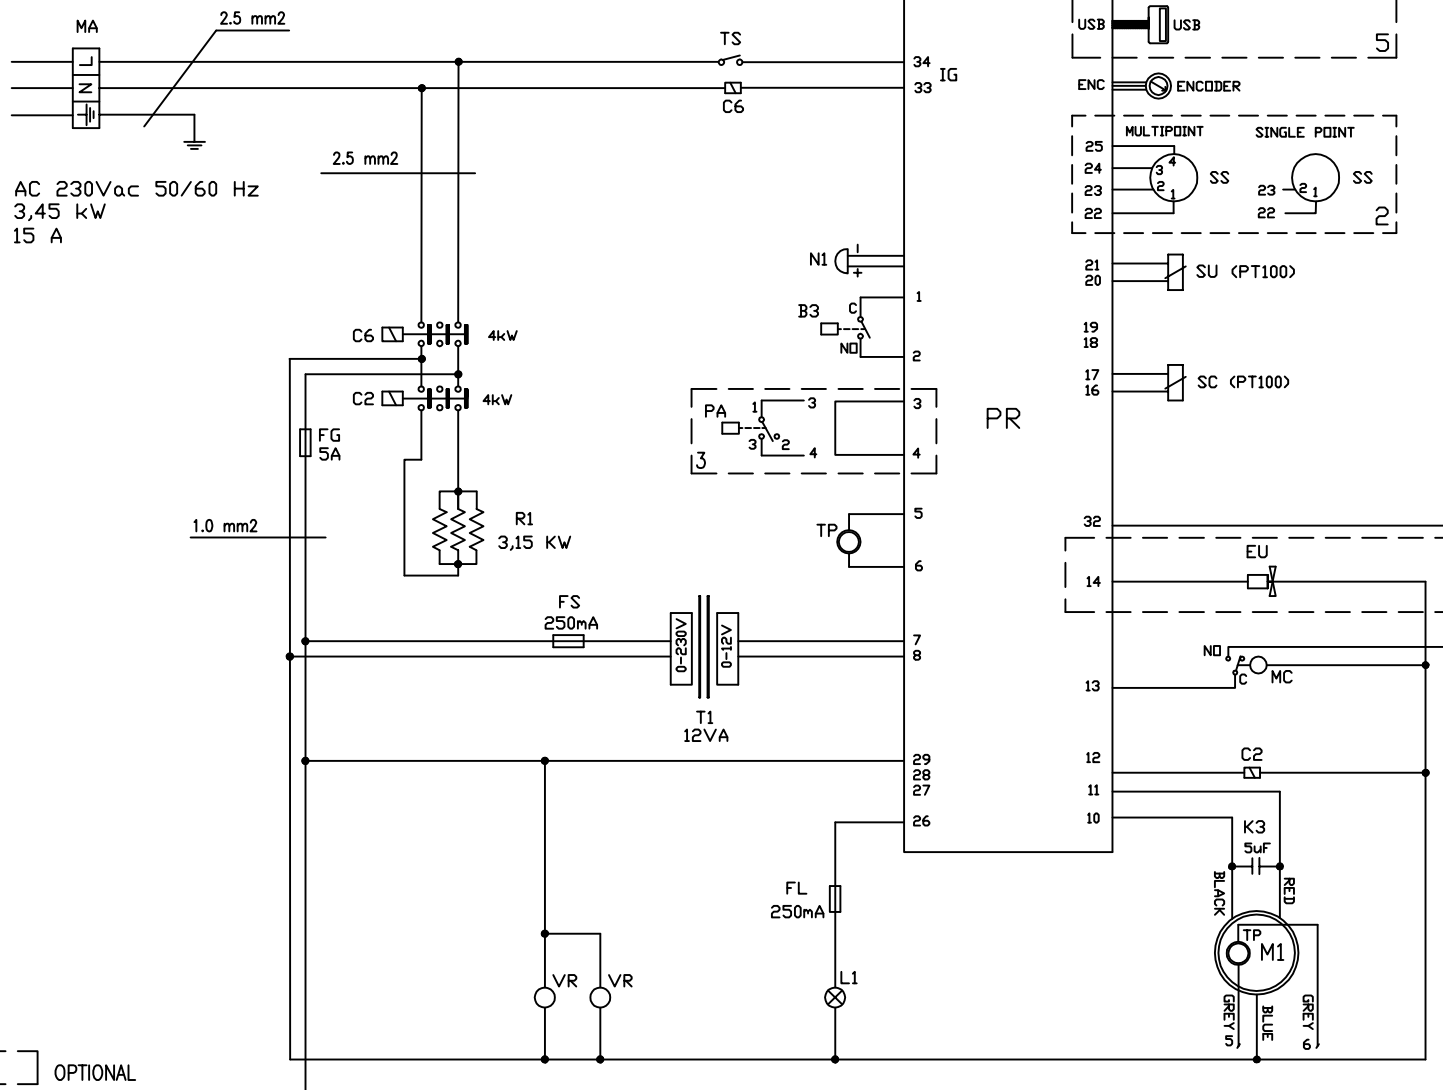 MA
2.5 mm2
L
N
AC 230Vac 50/60 Hz
3,45 kW
15 A
2.5 mm2
TS
C6
34
33
IG
USB
USB
5
ENC
ENCODER
MULTIPOINT
SINGLE POINT
25
24
23
22
4
3
2
1
SS
23
22
2
1
SS
2
N1
-
+
21
20
SU (PT100)
B3
C
NO
1
2
19
18
C6
4kW
C2
4kW
17
16
SC (PT100)
PA
1
3
2
3
4
3
3
4
PR
FG
5A
R1
3,15 KW
1.0 mm2
TP
5
6
32
EU
14
FS
250mA
0-230V
0-12V
T1
12VA
7
8
NO
C
MC
13
29
28
27
26
12
C2
11
10
K3
5uF
BLACK
RED
FL
250mA
TP
M1
VR
VR
L1
GREY 5
BLUE
GREY 6
OPTIONAL